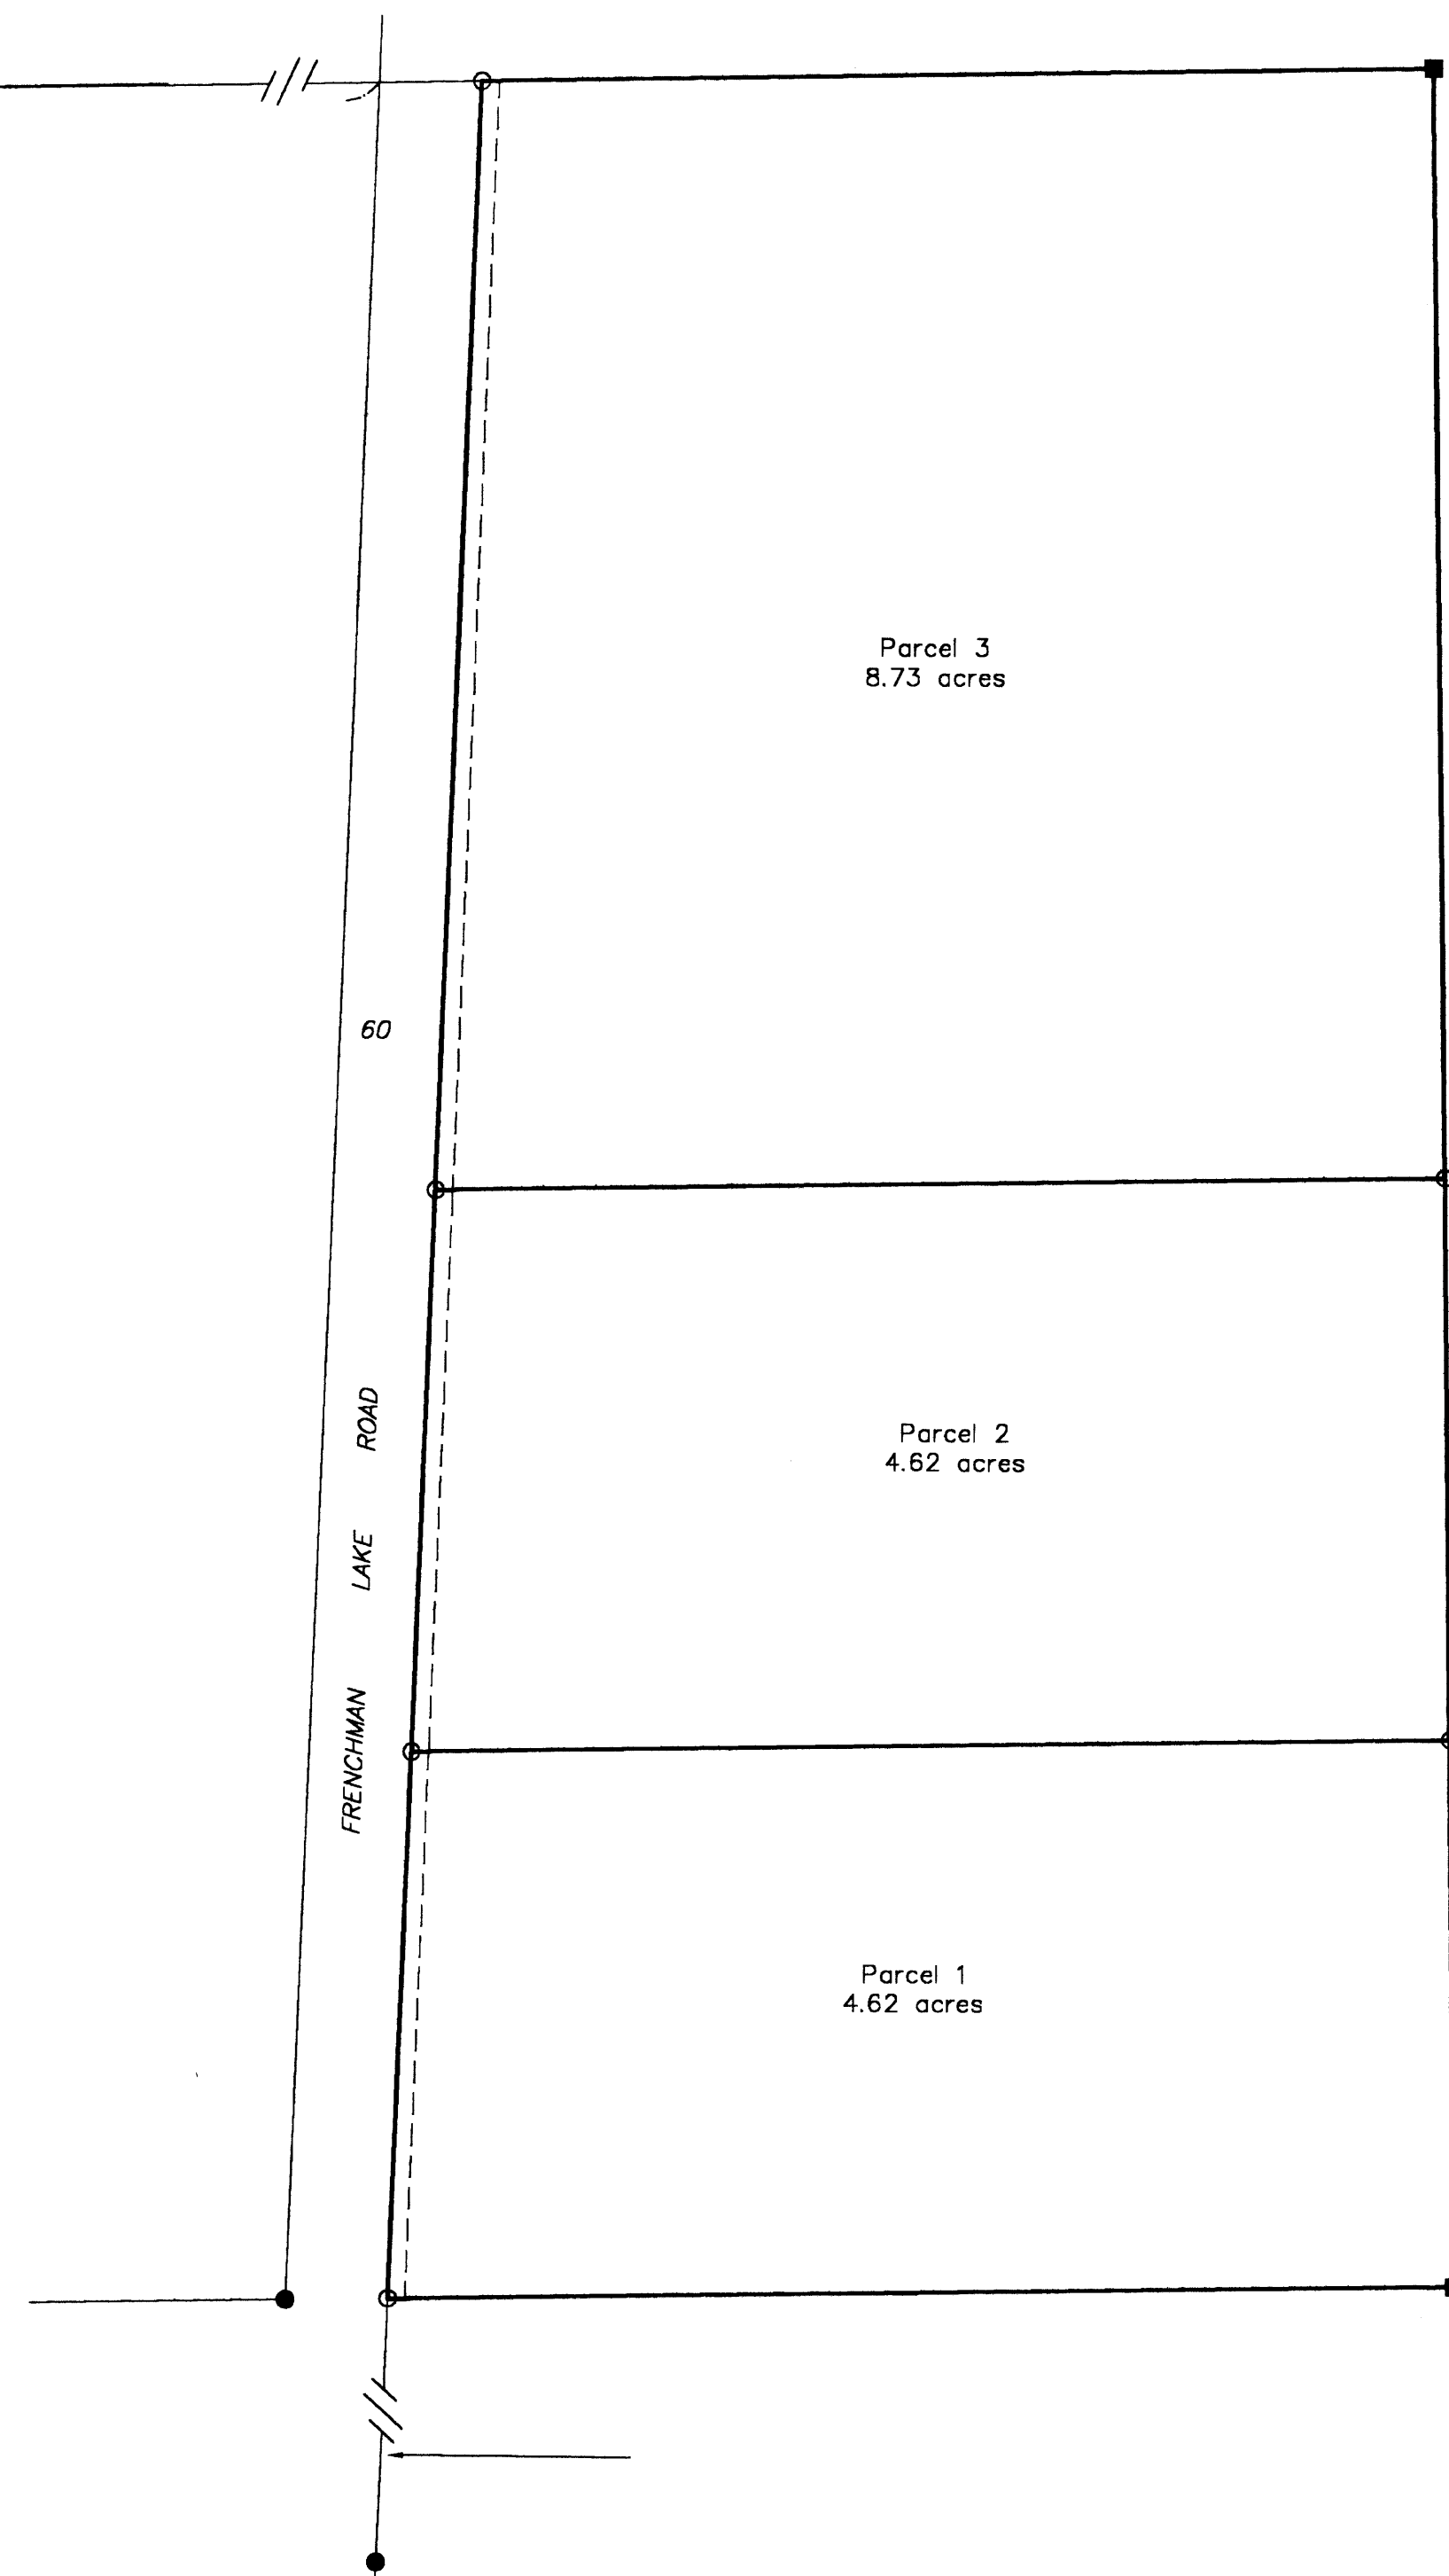 Parcel 3
8.73 acres
60
Parcel 2
4.62 acres
FRENCHMAN LAKE ROAD
Parcel 1
4.62 acres